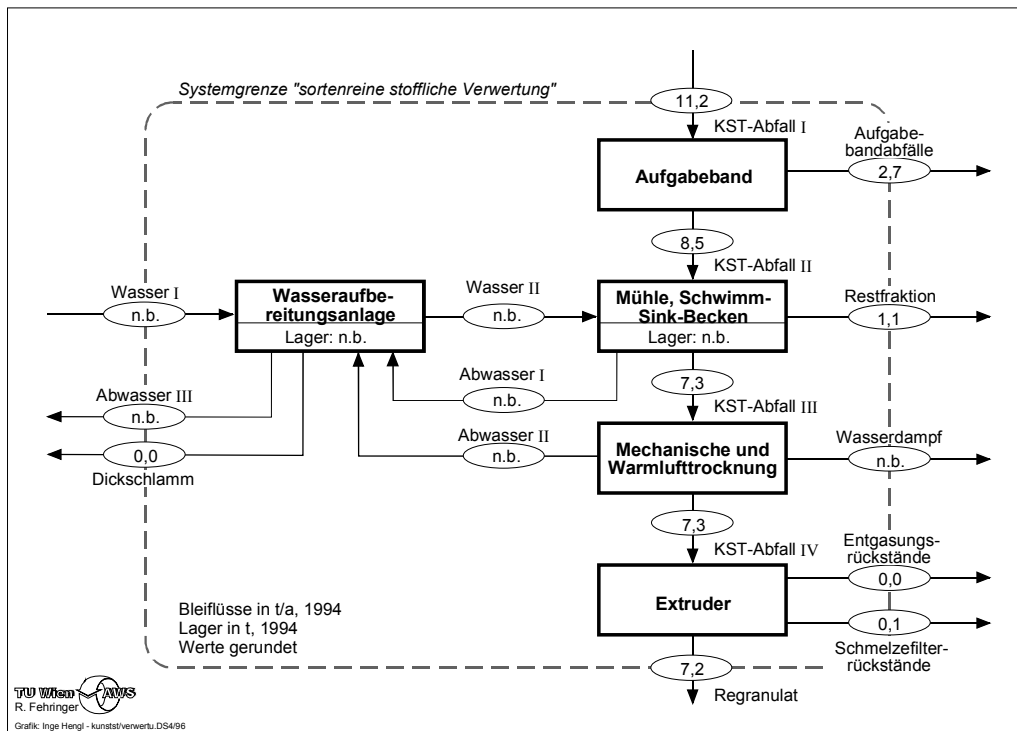 Systemgrenze "sortenreine stoffliche Verwertung"
11,2
KST-Abfall I
Aufgabe-
bandabfälle
Aufgabeband
2,7
8,5
KST-Abfall II
Wasser I
n.b.
Wasseraufbe-
reitungsanlage
Lager: n.b.
Wasser II
n.b.
Mühle, Schwimm-
Sink-Becken
Lager: n.b.
Restfraktion
1,1
Abwasser I
n.b.
7,3
KST-Abfall III
Abwasser III
n.b.
0,0
Dickschlamm
Abwasser II
n.b.
Mechanische und
Warmlufttrocknung
Wasserdampf
n.b.
7,3
KST-Abfall IV
Entgasungs-
rückstände
0,0
Extruder
0,1
Schmelzefilter-
rückstände
7,2
Regranulat
Bleiflüsse in t/a, 1994
Lager in t, 1994
Werte gerundet
TU Wien AWS
R. Fehringer
Grafik: Inge Hengl - kunstst/verwertu.DS4/96